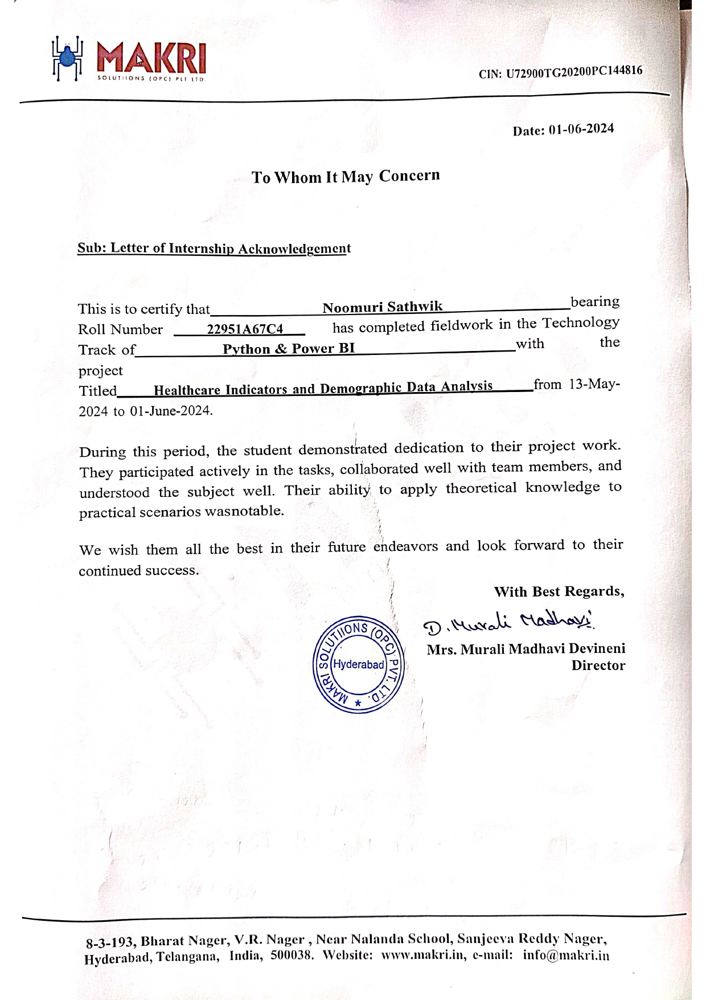 MAKRI
SOLUTIIONS (OPC) PLT LTD.
CIN: U72900TG2020OPC144816
Date: 01-06-2024
To Whom It May Concern
Sub: Letter of Internship Acknowledgement
This is to certify that Noomuri Sathwik bearing
Roll Number 22951A67C4 has completed fieldwork in the Technology
Track of Python & Power BI with the
project
Titled Healthcare Indicators and Demographic Data Analysis from 13-May-
2024 to 01-June-2024.
During this period, the student demonstrated dedication to their project work.
They participated actively in the tasks, collaborated well with team members, and
understood the subject well. Their ability to apply theoretical knowledge to
practical scenarios wasnotable.
We wish them all the best in their future endeavors and look forward to their
continued success.
With Best Regards,
D. Murali Madhavi
Mrs. Murali Madhavi Devineni
Director
MAKRI SOLUTIIONS (OPC) PVT. LTD.
Hyderabad
8-3-193, Bharat Nager, V.R. Nager , Near Nalanda School, Sanjeeva Reddy Nager,
Hyderabad, Telangana, India, 500038. Website: www.makri.in, e-mail: info@makri.in